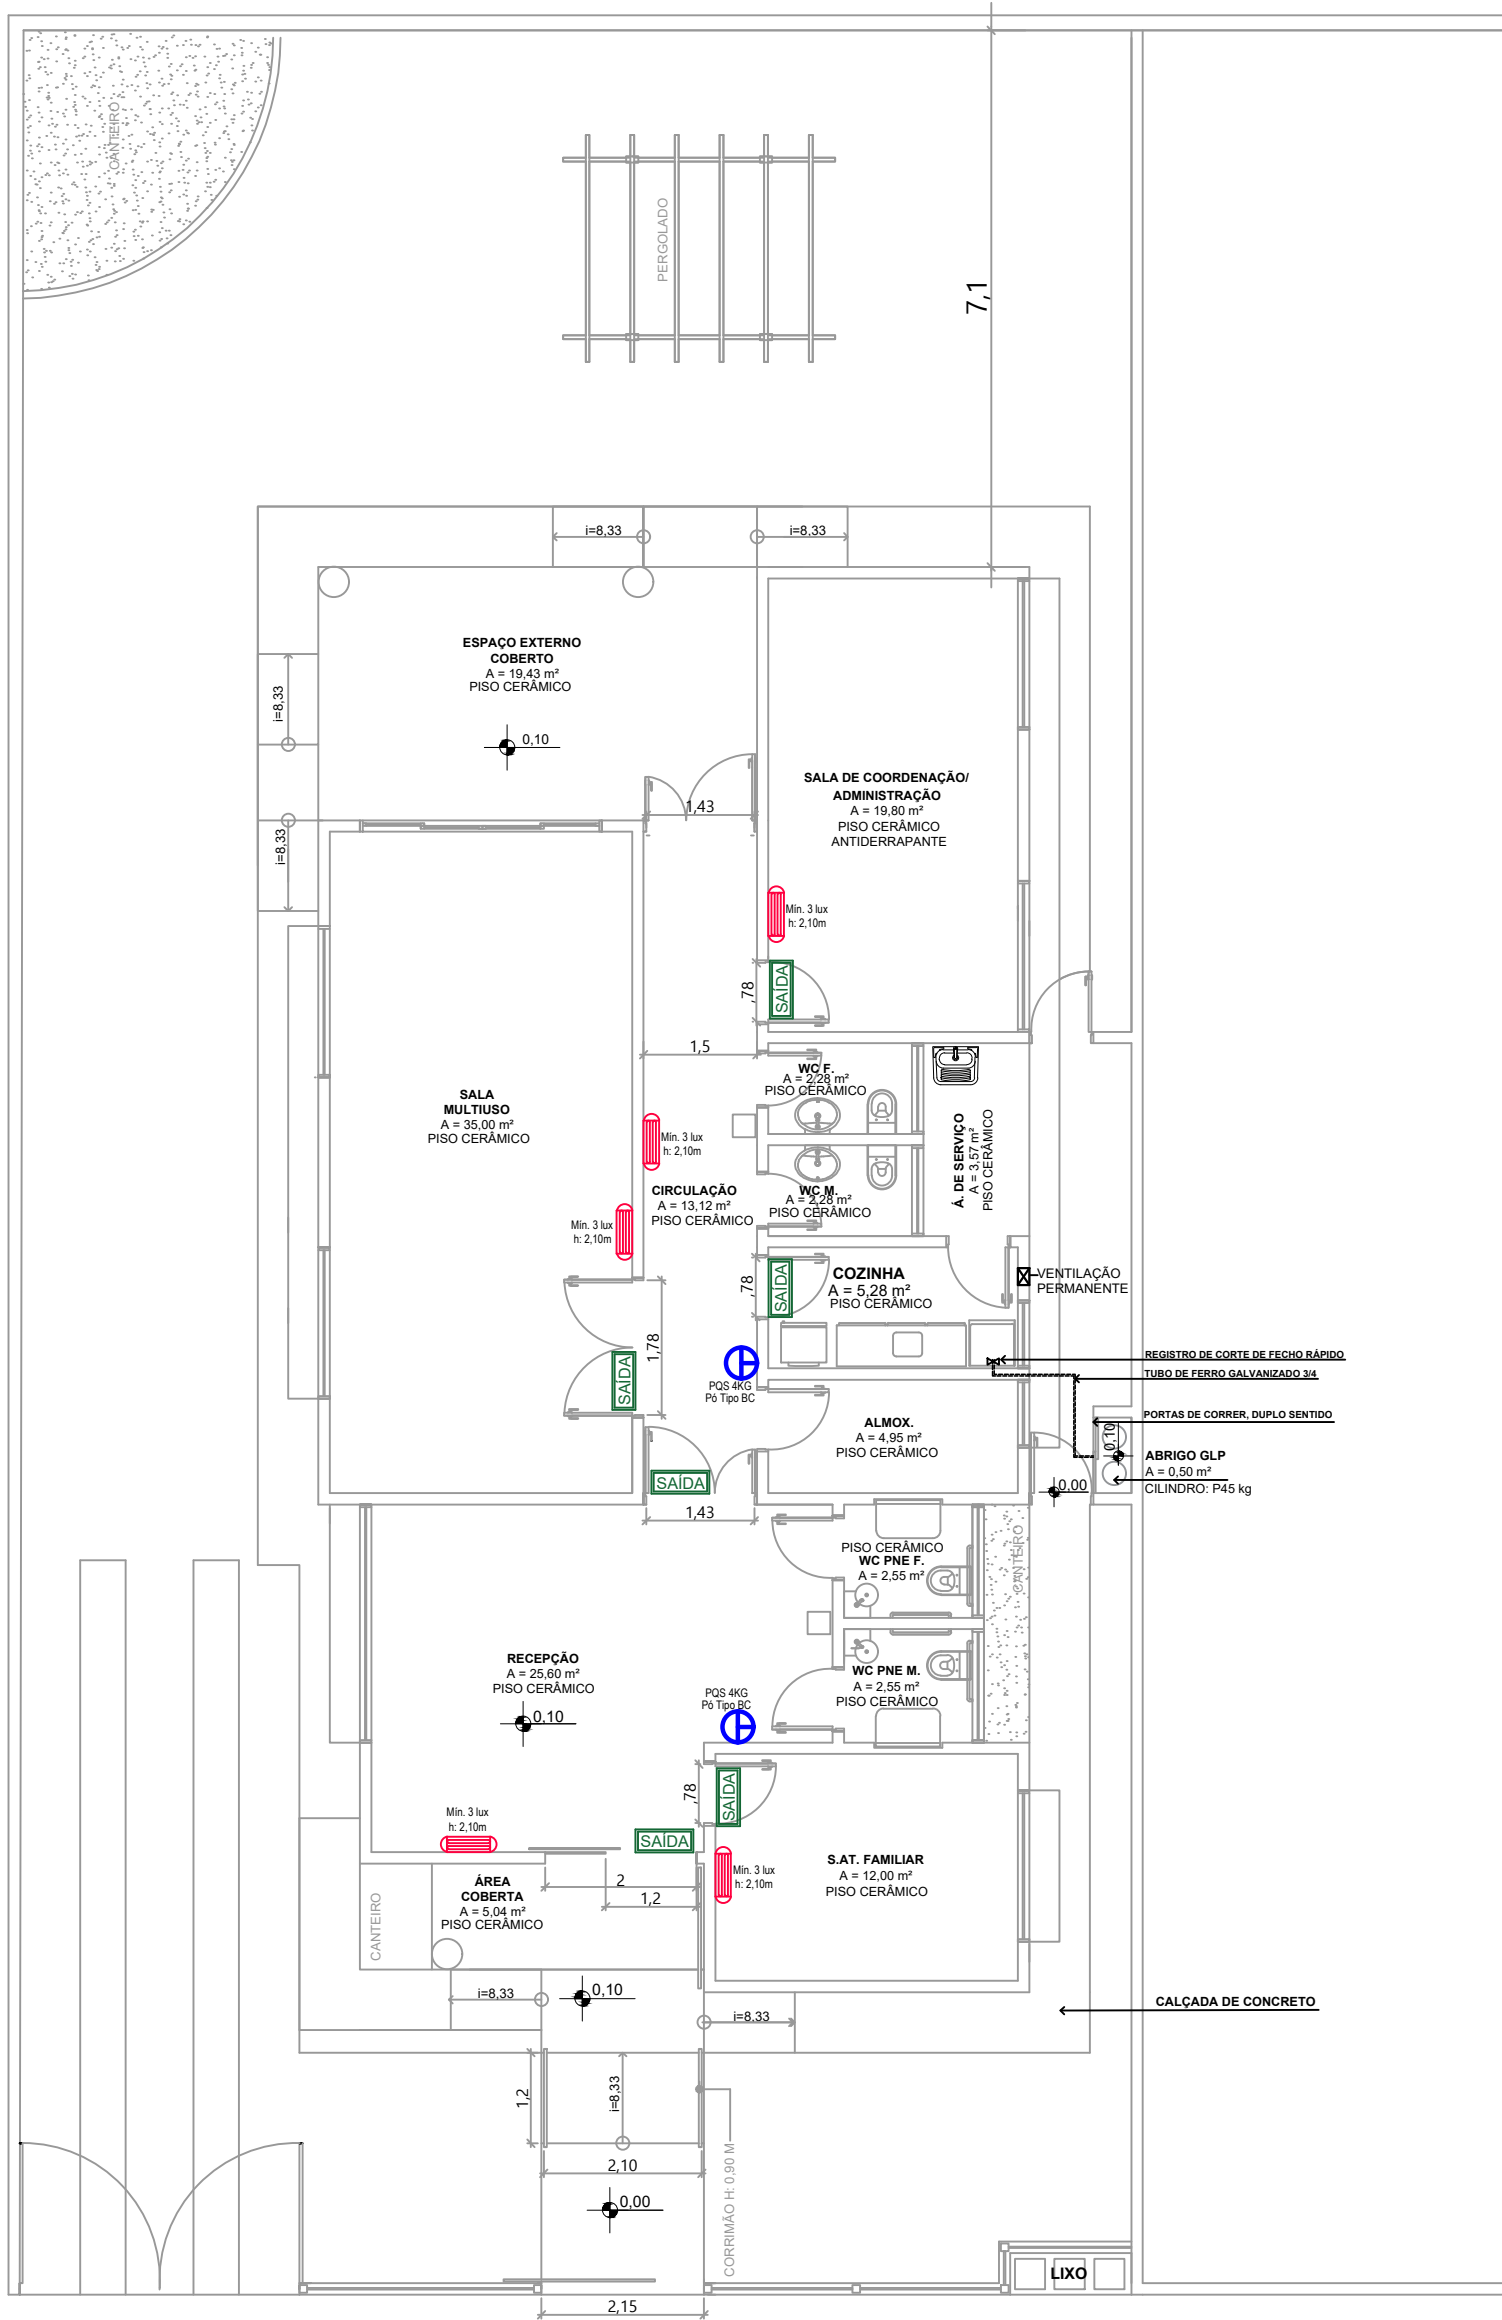 CANTEIRO
PERGOLADO
7,1
i=8,33
i=8,33
ESPAÇO EXTERNO
COBERTO
A = 19,43 m²
PISO CERÂMICO
i=8,33
0,10
SALA DE COORDENAÇÃO/
ADMINISTRAÇÃO
A = 19,80 m²
PISO CERÂMICO
ANTIDERRAPANTE
1,43
i=8,33
Mín. 3 lux
h: 2,10m
SAÍDA
,78
1,5
WC F.
A = 2,28 m²
PISO CERÂMICO
SALA
MULTIUSO
A = 35,00 m²
PISO CERÂMICO
Mín. 3 lux
h: 2,10m
Á. DE SERVIÇO
A = 3,57 m²
PISO CERÂMICO
CIRCULAÇÃO
A = 13,12 m²
PISO CERÂMICO
WC M.
A = 2,28 m²
PISO CERÂMICO
Mín. 3 lux
h: 2,10m
,78
SAÍDA
COZINHA
A = 5,28 m²
PISO CERÂMICO
VENTILAÇÃO
PERMANENTE
1,78
SAÍDA
PQS 4KG
Pó Tipo BC
REGISTRO DE CORTE DE FECHO RÁPIDO
TUBO DE FERRO GALVANIZADO 3/4
PORTAS DE CORRER, DUPLO SENTIDO
ALMOX.
A = 4,95 m²
PISO CERÂMICO
0,10
ABRIGO GLP
A = 0,50 m²
CILINDRO: P45 kg
SAÍDA
0,00
1,43
PISO CERÂMICO
WC PNE F.
A = 2,55 m²
CANTEIRO
RECEPÇÃO
A = 25,60 m²
PISO CERÂMICO
WC PNE M.
A = 2,55 m²
PISO CERÂMICO
PQS 4KG
Pó Tipo BC
0,10
,78
SAÍDA
Mín. 3 lux
h: 2,10m
SAÍDA
S.AT. FAMILIAR
A = 12,00 m²
PISO CERÂMICO
Mín. 3 lux
h: 2,10m
ÁREA
COBERTA
A = 5,04 m²
PISO CERÂMICO
2
1,2
CANTEIRO
i=8,33
0,10
i=8,33
CALÇADA DE CONCRETO
1,2
i=8,33
2,10
CORRIMÃO H: 0,90 M
0,00
LIXO
2,15